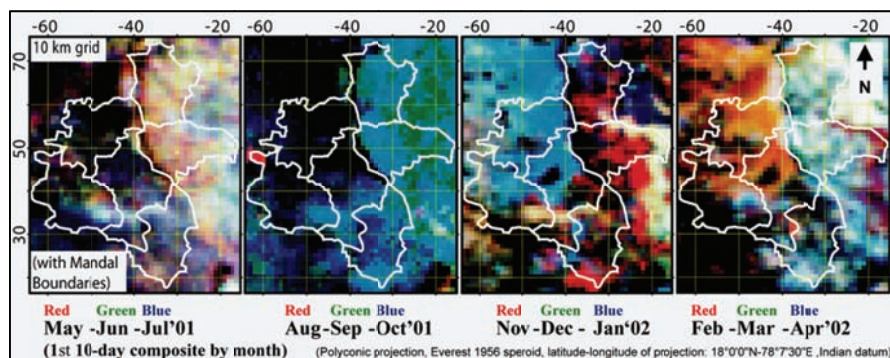 -60 -40 -20 -60 -40 -20 -60 -40 -20 -60 -40 -20
10 km grid
70
N
50
30
(with Mandal
Boundaries)
Red Green Blue Red Green Blue Red Green Blue Red Green Blue
May -Jun -Jul'01 Aug-Sep -Oct'01 Nov-Dec - Jan'02 Feb - Mar -Apr'02
(1st 10-day composite by month) (Polyconic projection, Everest 1956 speroid, latitude-longitude of projection: 18°0'0"N-78°7'30"E, Indian datum)